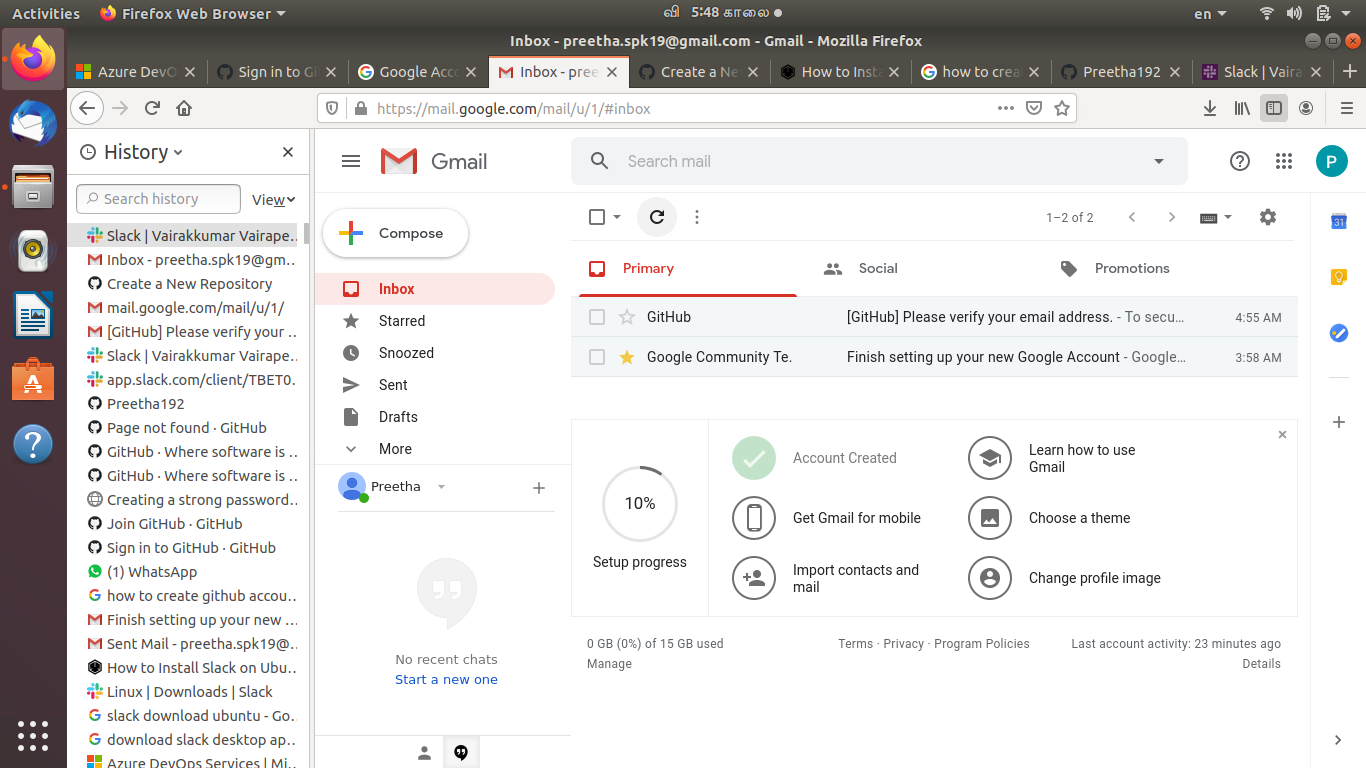 Activities Firefox Web Browser வி 5:48 காலை en
Inbox - preetha.spk19@gmail.com - Gmail - Mozilla Firefox
Azure DevO Sign in to Gi Google Acco Inbox - pree Create a Ne How to Insta how to crea Preetha192 Slack | Vaira
https://mail.google.com/mail/u/1/#inbox
History
Search history View
Slack | Vairakkumar Vairape…
Inbox - preetha.spk19@gm…
Create a New Repository
mail.google.com/mail/u/1/
[GitHub] Please verify your …
Slack | Vairakkumar Vairape…
app.slack.com/client/TBET0…
Preetha192
Page not found · GitHub
GitHub · Where software is …
GitHub · Where software is …
Creating a strong password…
Join GitHub · GitHub
Sign in to GitHub · GitHub
(1) WhatsApp
how to create github accou…
Finish setting up your new …
Sent Mail - preetha.spk19@…
How to Install Slack on Ubu…
Linux | Downloads | Slack
slack download ubuntu - Go…
download slack desktop ap…
Azure DevOps Services | Mi…
Gmail
Search mail
P
Compose
Inbox
Starred
Snoozed
Sent
Drafts
More
Preetha
No recent chats
Start a new one
1–2 of 2
31
Primary Social Promotions
GitHub [GitHub] Please verify your email address. - To secu… 4:55 AM
Google Community Te. Finish setting up your new Google Account - Google… 3:58 AM
10%
Setup progress
Account Created
Get Gmail for mobile
Import contacts and
mail
Learn how to use
Gmail
Choose a theme
Change profile image
0 GB (0%) of 15 GB used
Manage
Terms · Privacy · Program Policies
Last account activity: 23 minutes ago
Details